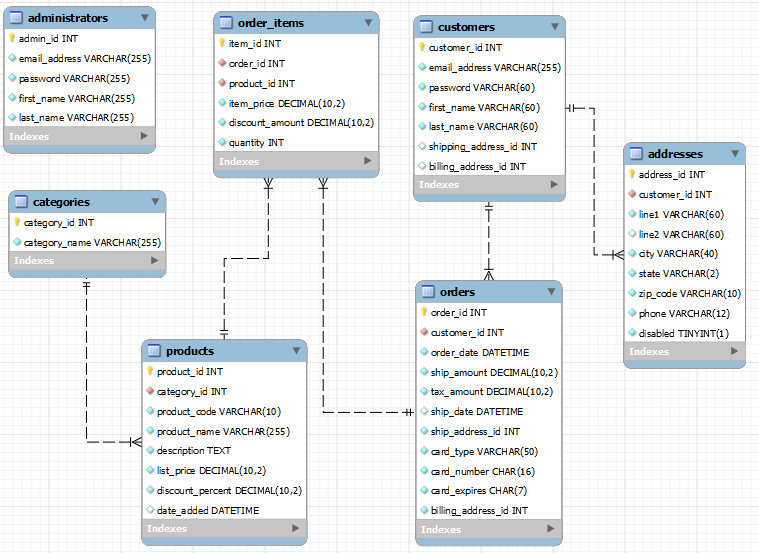 administrators
admin_id INT
email_address VARCHAR(255)
password VARCHAR(255)
first_name VARCHAR(255)
last_name VARCHAR(255)
Indexes
order_items
item_id INT
order_id INT
product_id INT
item_price DECIMAL(10,2)
discount_amount DECIMAL(10,2)
quantity INT
Indexes
customers
customer_id INT
email_address VARCHAR(255)
password VARCHAR(60)
first_name VARCHAR(60)
last_name VARCHAR(60)
shipping_address_id INT
billing_address_id INT
Indexes
addresses
address_id INT
customer_id INT
line1 VARCHAR(60)
line2 VARCHAR(60)
city VARCHAR(40)
state VARCHAR(2)
zip_code VARCHAR(10)
phone VARCHAR(12)
disabled TINYINT(1)
Indexes
categories
category_id INT
category_name VARCHAR(255)
Indexes
products
product_id INT
category_id INT
product_code VARCHAR(10)
product_name VARCHAR(255)
description TEXT
list_price DECIMAL(10,2)
discount_percent DECIMAL(10,2)
date_added DATETIME
Indexes
orders
order_id INT
customer_id INT
order_date DATETIME
ship_amount DECIMAL(10,2)
tax_amount DECIMAL(10,2)
ship_date DATETIME
ship_address_id INT
card_type VARCHAR(50)
card_number CHAR(16)
card_expires CHAR(7)
billing_address_id INT
Indexes